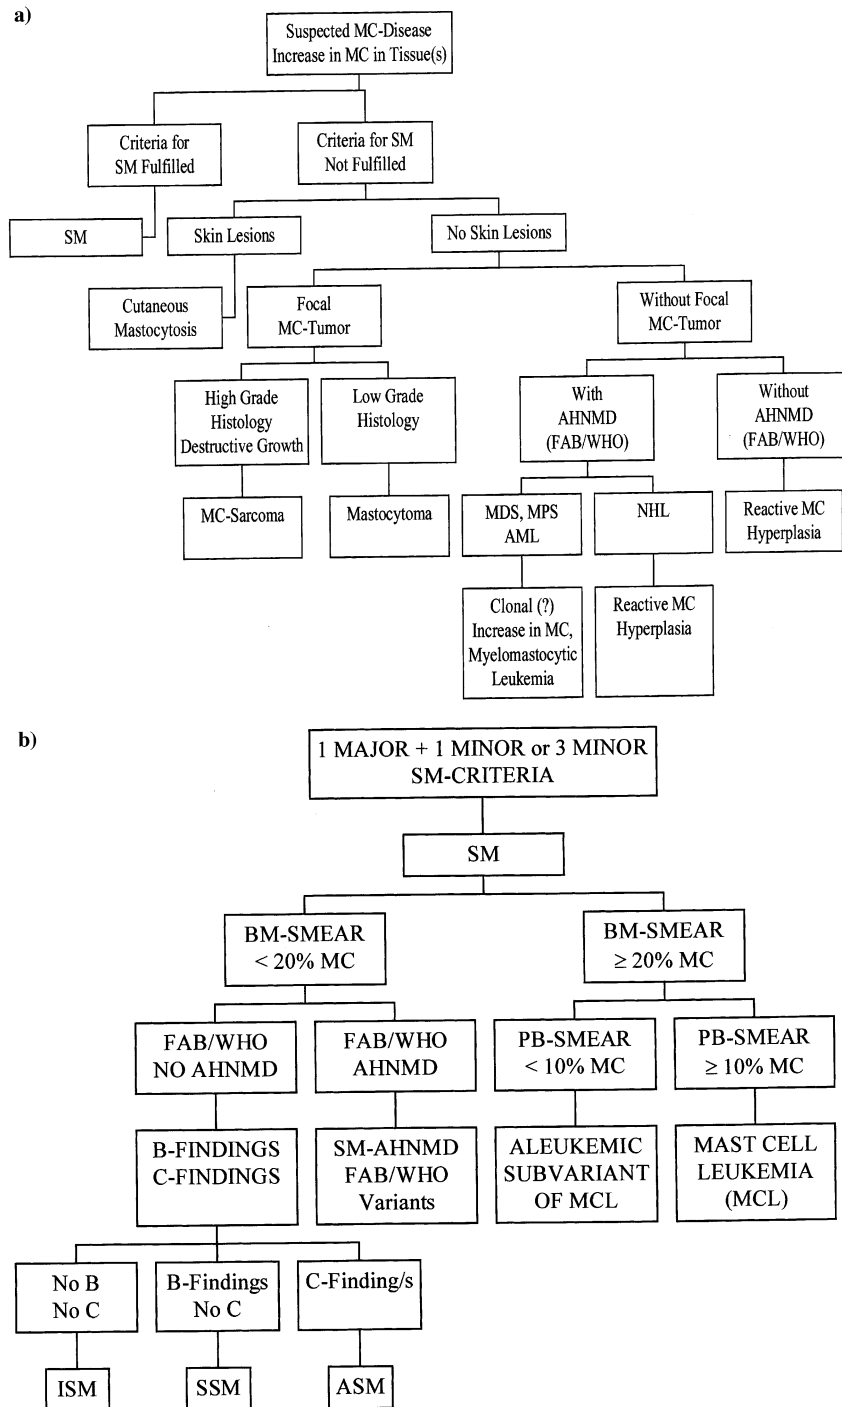 a)
Suspected MC-Disease
Increase in MC in Tissue(s)
Criteria for
SM Fulfilled
Criteria for SM
Not Fulfilled
SM
Skin Lesions
No Skin Lesions
Cutaneous
Mastocytosis
Focal
MC-Tumor
Without Focal
MC-Tumor
High Grade
Histology
Destructive Growth
Low Grade
Histology
With
AHNMD
(FAB/WHO)
Without
AHNMD
(FAB/WHO)
MC-Sarcoma
Mastocytoma
MDS, MPS
AML
NHL
Reactive MC
Hyperplasia
Clonal (?)
Increase in MC,
Myelomastocytic
Leukemia
Reactive MC
Hyperplasia
b)
1 MAJOR + 1 MINOR or 3 MINOR
SM-CRITERIA
SM
BM-SMEAR
< 20% MC
BM-SMEAR
≥ 20% MC
FAB/WHO
NO AHNMD
FAB/WHO
AHNMD
PB-SMEAR
< 10% MC
PB-SMEAR
≥ 10% MC
B-FINDINGS
C-FINDINGS
SM-AHNMD
FAB/WHO
Variants
ALEUKEMIC
SUBVARIANT
OF MCL
MAST CELL
LEUKEMIA
(MCL)
No B
No C
B-Findings
No C
C-Finding/s
ISM
SSM
ASM